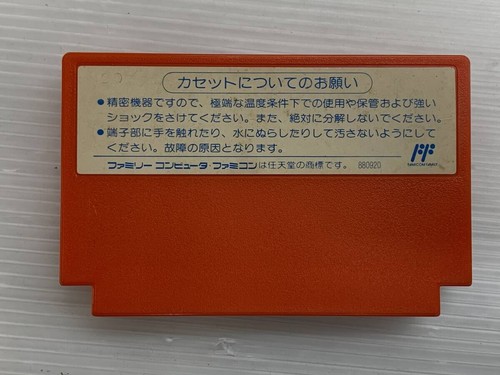 カセットについてのお願い
●精密機器ですので、極端な温度条件下での使用や保管および強い
ショックをさけてください。また、絶対に分解しないでください。
●端子部に手を触れたり、水にぬらしたりして汚さないようにして
ください。故障の原因となります。
ファミリーコンピュータ・ファミコンは任天堂の商標です。 880920